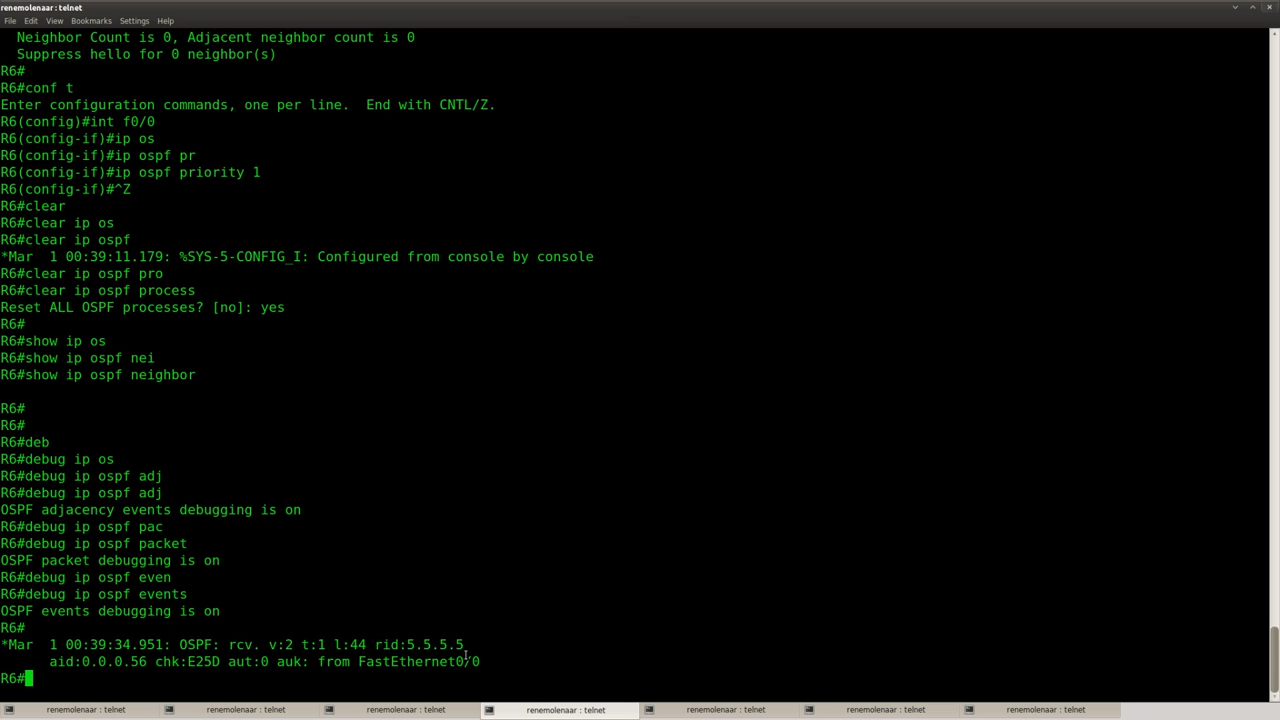 renemolenaar : telnet
File Edit View Bookmarks Settings Help
Neighbor Count is 0, Adjacent neighbor count is 0
Suppress hello for 0 neighbor(s)
R6#
R6#conf t
Enter configuration commands, one per line.  End with CNTL/Z.
R6(config)#int f0/0
R6(config-if)#ip os
R6(config-if)#ip ospf pr
R6(config-if)#ip ospf priority 1
R6(config-if)#^Z
R6#clear
R6#clear ip os
R6#clear ip ospf
*Mar  1 00:39:11.179: %SYS-5-CONFIG_I: Configured from console by console
R6#clear ip ospf pro
R6#clear ip ospf process
Reset ALL OSPF processes? [no]: yes
R6#
R6#show ip os
R6#show ip ospf nei
R6#show ip ospf neighbor
R6#
R6#
R6#deb
R6#debug ip os
R6#debug ip ospf adj
R6#debug ip ospf adj
OSPF adjacency events debugging is on
R6#debug ip ospf pac
R6#debug ip ospf packet
OSPF packet debugging is on
R6#debug ip ospf even
R6#debug ip ospf events
OSPF events debugging is on
R6#
*Mar  1 00:39:34.951: OSPF: rcv. v:2 t:1 l:44 rid:5.5.5.5
aid:0.0.0.56 chk:E25D aut:0 auk: from FastEthernet0/0
R6#
renemolenaar : telnet renemolenaar : telnet renemolenaar : telnet renemolenaar : telnet renemolenaar : telnet renemolenaar : telnet renemolenaar : telnet